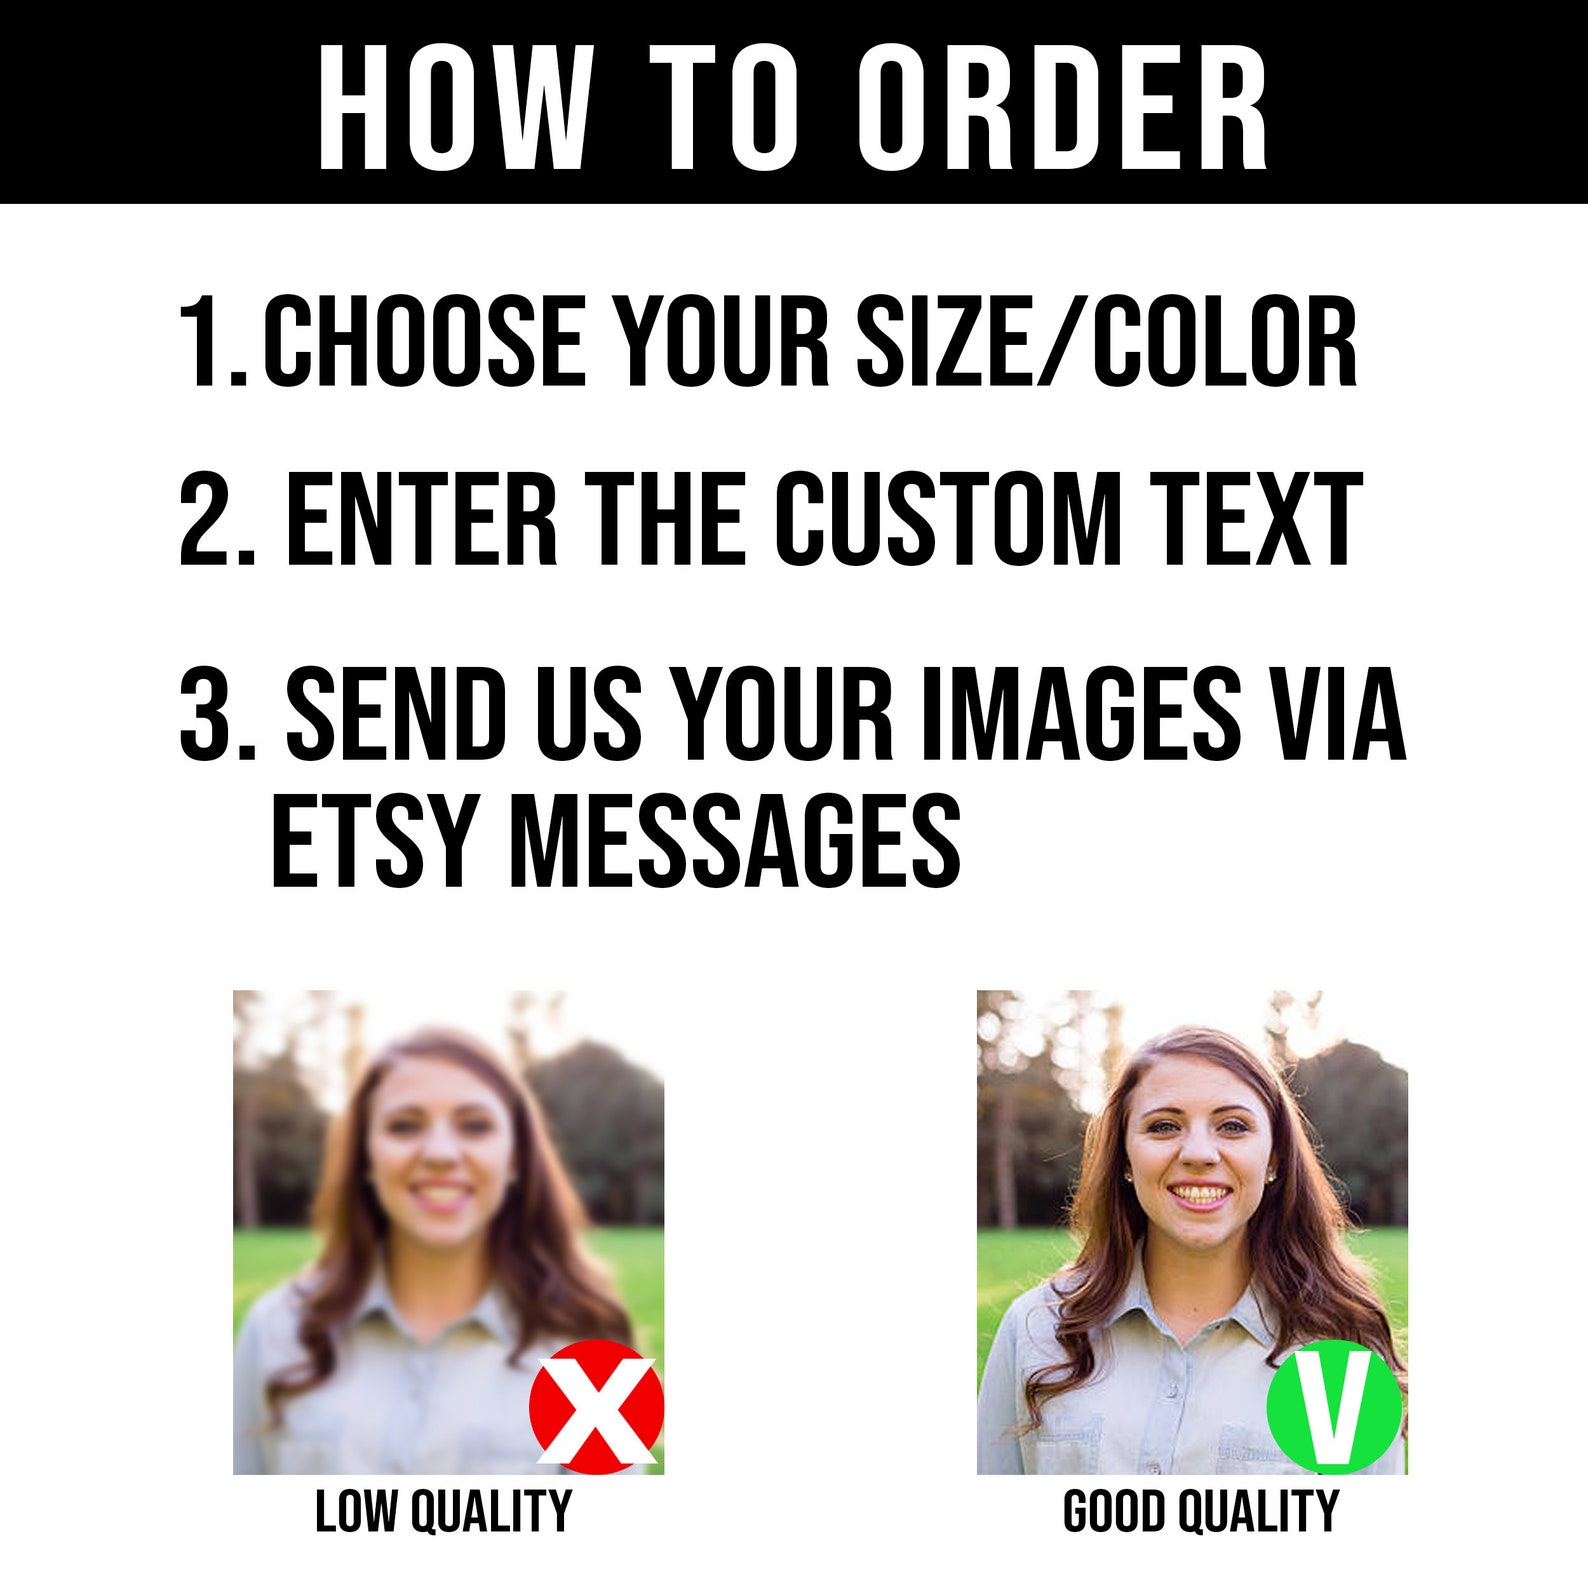 HOW TO ORDER
1. CHOOSE YOUR SIZE/COLOR
2. ENTER THE CUSTOM TEXT
3. SEND US YOUR IMAGES VIA
ETSY MESSAGES
X
V
LOW QUALITY
GOOD QUALITY